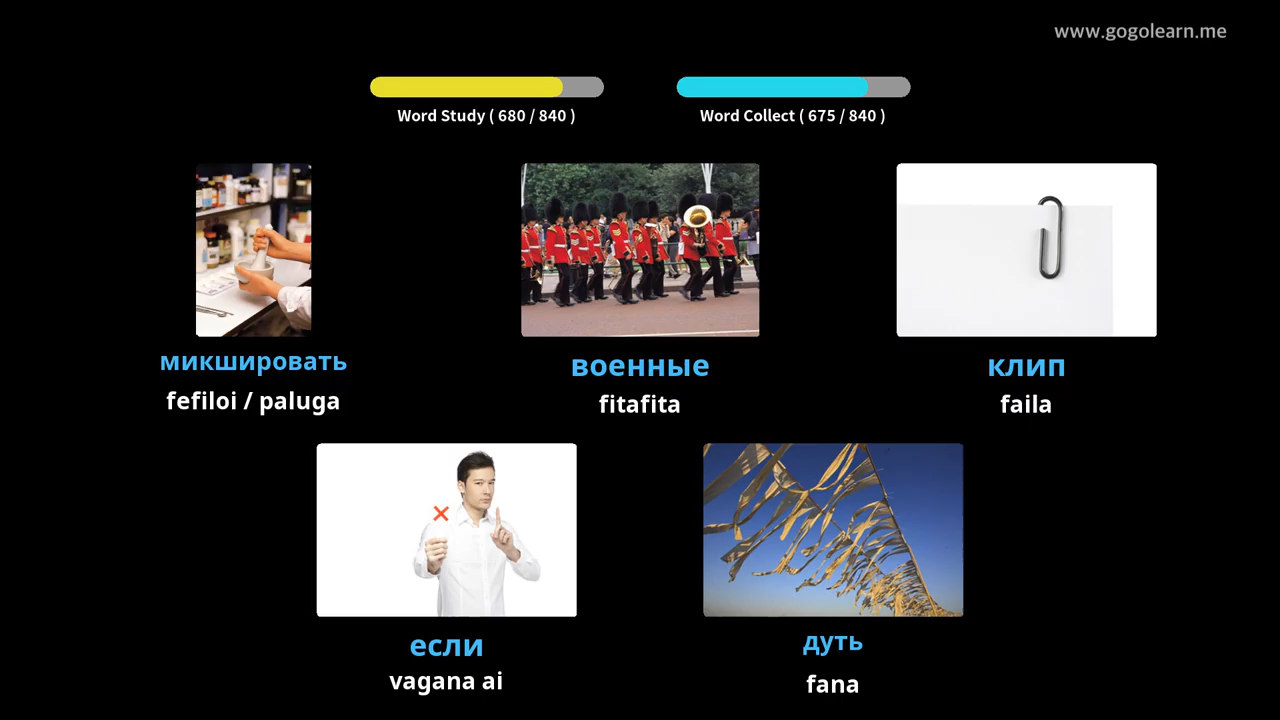 www.gogolearn.me
Word Study ( 680 / 840 )
Word Collect ( 675 / 840 )
микшировать
fefiloi / paluga
военные
fitafita
клип
faila
если
vagana ai
дуть
fana